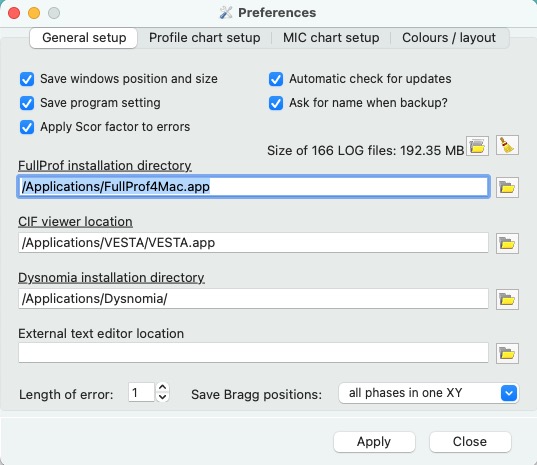 Preferences
General setup
Profile chart setup
MIC chart setup
Colours / layout
Save windows position and size
Automatic check for updates
Save program setting
Ask for name when backup?
Apply Scor factor to errors
Size of 166 LOG files: 192.35 MB
FullProf installation directory
/Applications/FullProf4Mac.app
CIF viewer location
/Applications/VESTA/VESTA.app
Dysnomia installation directory
/Applications/Dysnomia/
External text editor location
Length of error: 1
Save Bragg positions: all phases in one XY
Apply
Close